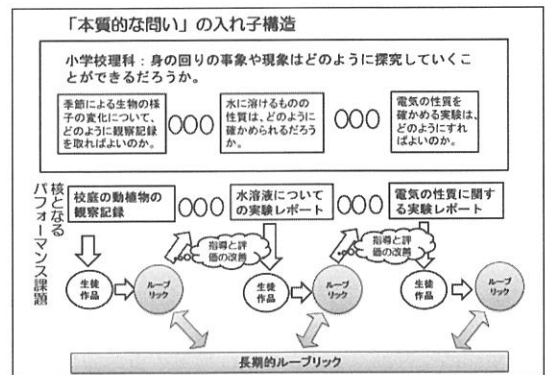 「本質的な問い」の入れ子構造
小学校理科：身の回りの事象や現象はどのように探究していくこ
とができるだろうか。
季節による生物の様
子の変化について、
どのように観察記録
を取ればよいのか。
○○○
水に溶けるものの
性質は、どのように
確かめられるだろう
か。
○○○
電気の性質を
確かめる実験は、
どのようにすれ
ばよいのか。
核となる
パフォーマンス課題
校庭の動植物の
観察記録
○○○
水溶液について
の実験レポート
○○○
電気の性質に関す
る実験レポート
指導と評
価の改善
指導と評
価の改善
生徒
作品
ルーブ
リック
生徒
作品
ルーブ
リック
生徒
作品
ルーブ
リック
長期的ルーブリック